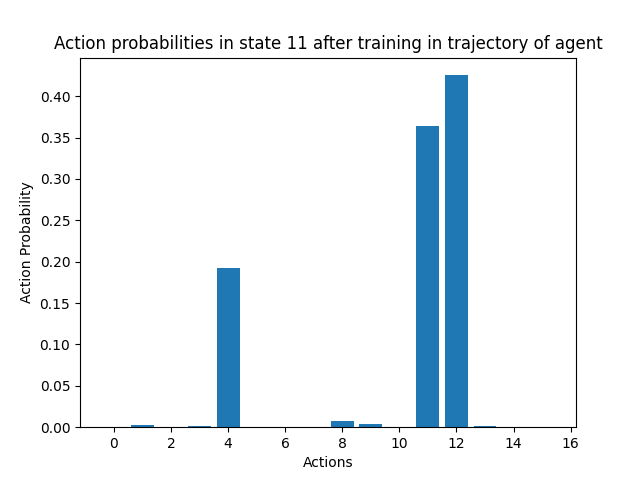 Action probabilities in state 11 after training in trajectory of agent
0.40
0.35
0.30
0.25
0.20
0.15
0.10
0.05
0.00
Action Probability
0 2 4 6 8 10 12 14 16
Actions